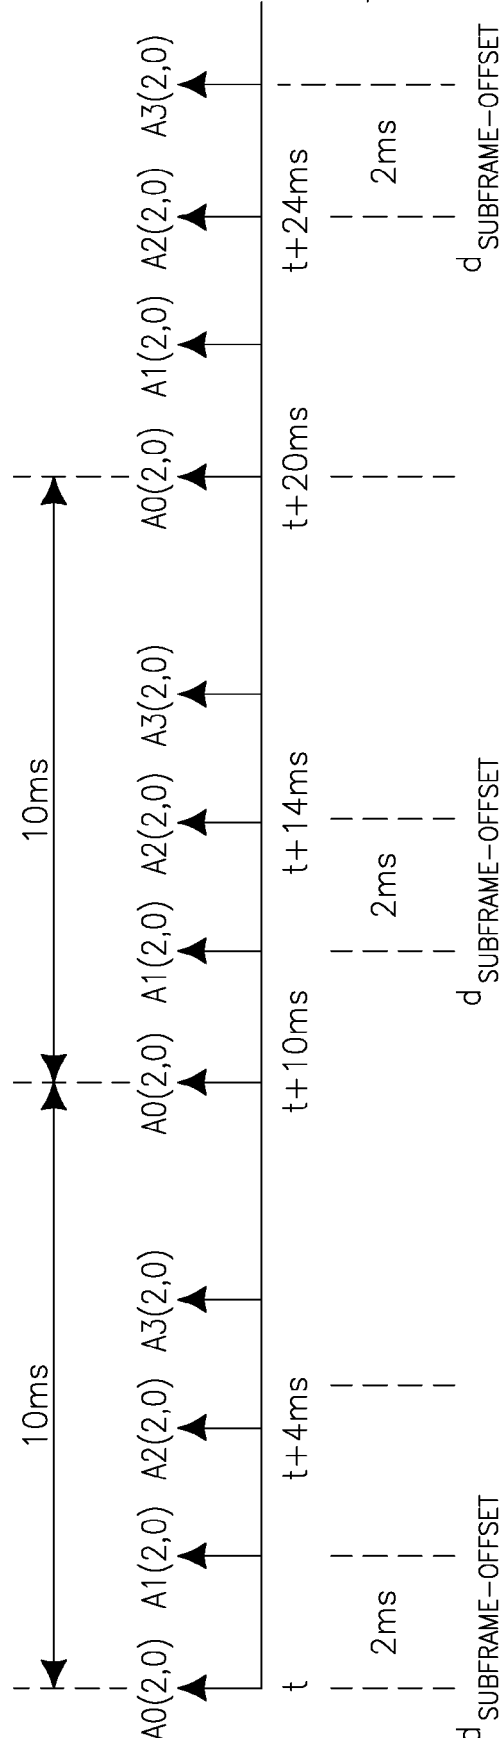 10ms 10ms
A0(2,0) A1(2,0) A2(2,0) A3(2,0) A0(2,0) A1(2,0) A2(2,0) A3(2,0) A0(2,0) A1(2,0) A2(2,0) A3(2,0)
t t+4ms t+10ms t+14ms t+20ms t+24ms
2ms 2ms 2ms
d SUBFRAME-OFFSET d SUBFRAME-OFFSET d SUBFRAME-OFFSET